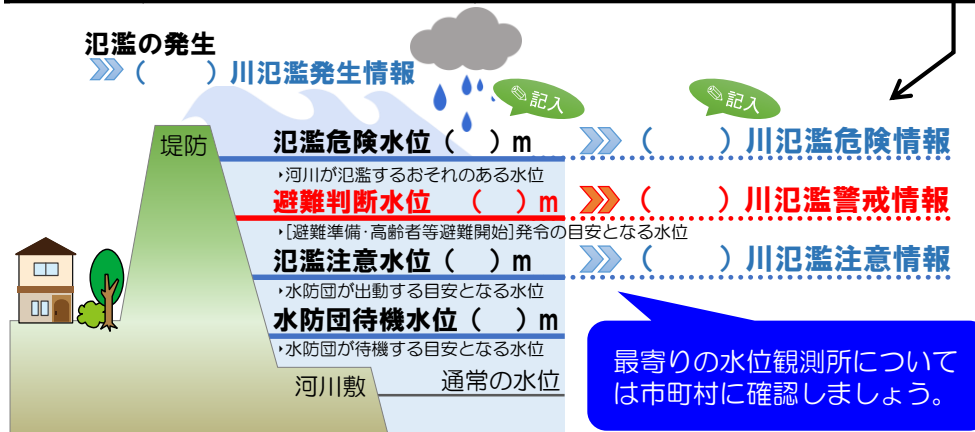 氾濫の発生
（　　）川氾濫発生情報
記入
記入
堤防
氾濫危険水位（　）m
（　　）川氾濫危険情報
・河川が氾濫するおそれのある水位
避難判断水位（　）m
（　　）川氾濫警戒情報
・［避難準備・高齢者等避難開始］発令の目安となる水位
氾濫注意水位（　）m
（　　）川氾濫注意情報
・水防団が出動する目安となる水位
水防団待機水位（　）m
・水防団が待機する目安となる水位
河川敷
通常の水位
最寄りの水位観測所について
は市町村に確認しましょう。